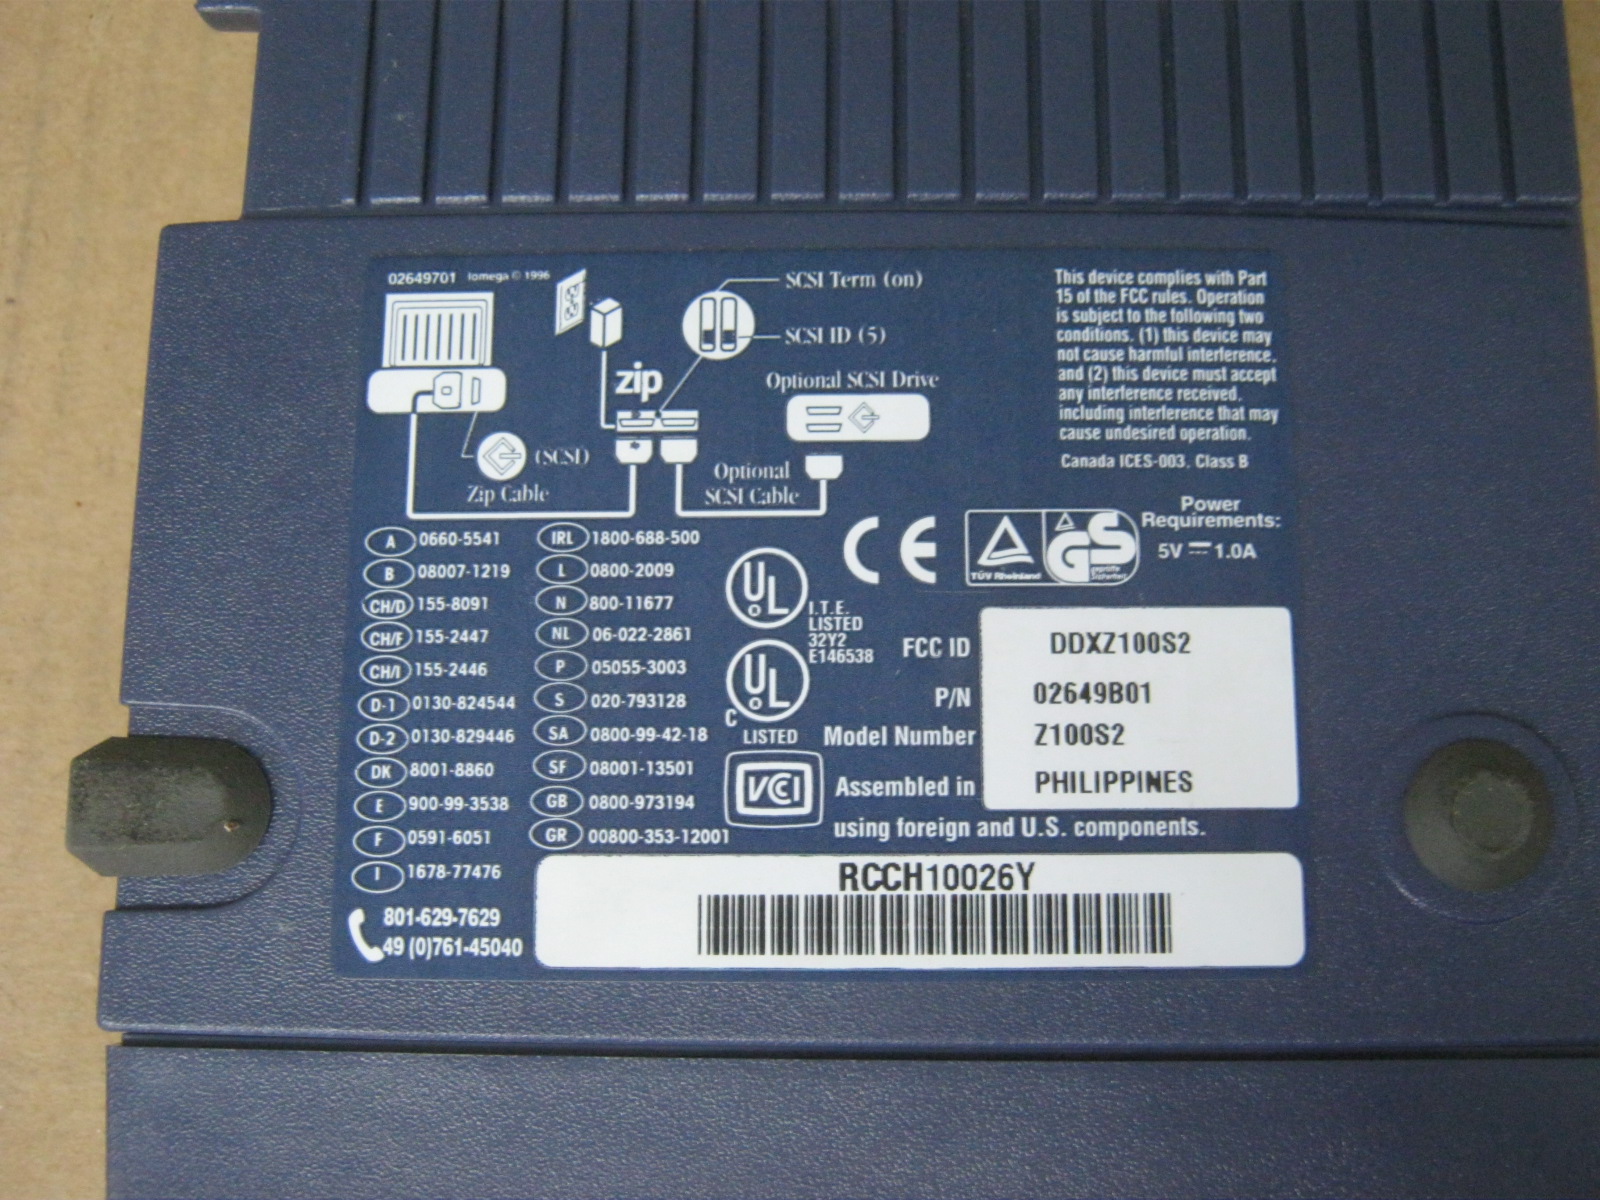 02649701 Iomega © 1996
SCSI Term (on)
SCSI ID (5)
zip
Optional SCSI Drive
(SCSI)
Zip Cable
Optional
SCSI Cable
This device complies with Part
15 of the FCC rules. Operation
is subject to the following two
conditions. (1) this device may
not cause harmful interference.
and (2) this device must accept
any interference received.
including interference that may
cause undesired operation.
Canada ICES-003. Class B
Power
Requirements:
5V 1.0A
A 0660-5541
B 08007-1219
CH/D 155-8091
CH/F 155-2447
CH/I 155-2446
D-1 0130-824544
D-2 0130-829446
DK 8001-8860
E 900-99-3538
F 0591-6051
I 1678-77476
801-629-7629
49 (0)761-45040
IRL 1800-688-500
L 0800-2009
N 800-11677
NL 06-022-2861
P 05055-3003
S 020-793128
SA 0800-99-42-18
SF 08001-13501
GB 0800-973194
GR 00800-353-12001
CE
TÜV Rheinland
GS
geprüfte
Sicherheit
UL
I.T.E.
LISTED
32Y2
E146538
C UL
LISTED
VCCI
FCC ID DDXZ100S2
P/N 02649B01
Model Number Z100S2
Assembled in PHILIPPINES
using foreign and U.S. components.
RCCH10026Y